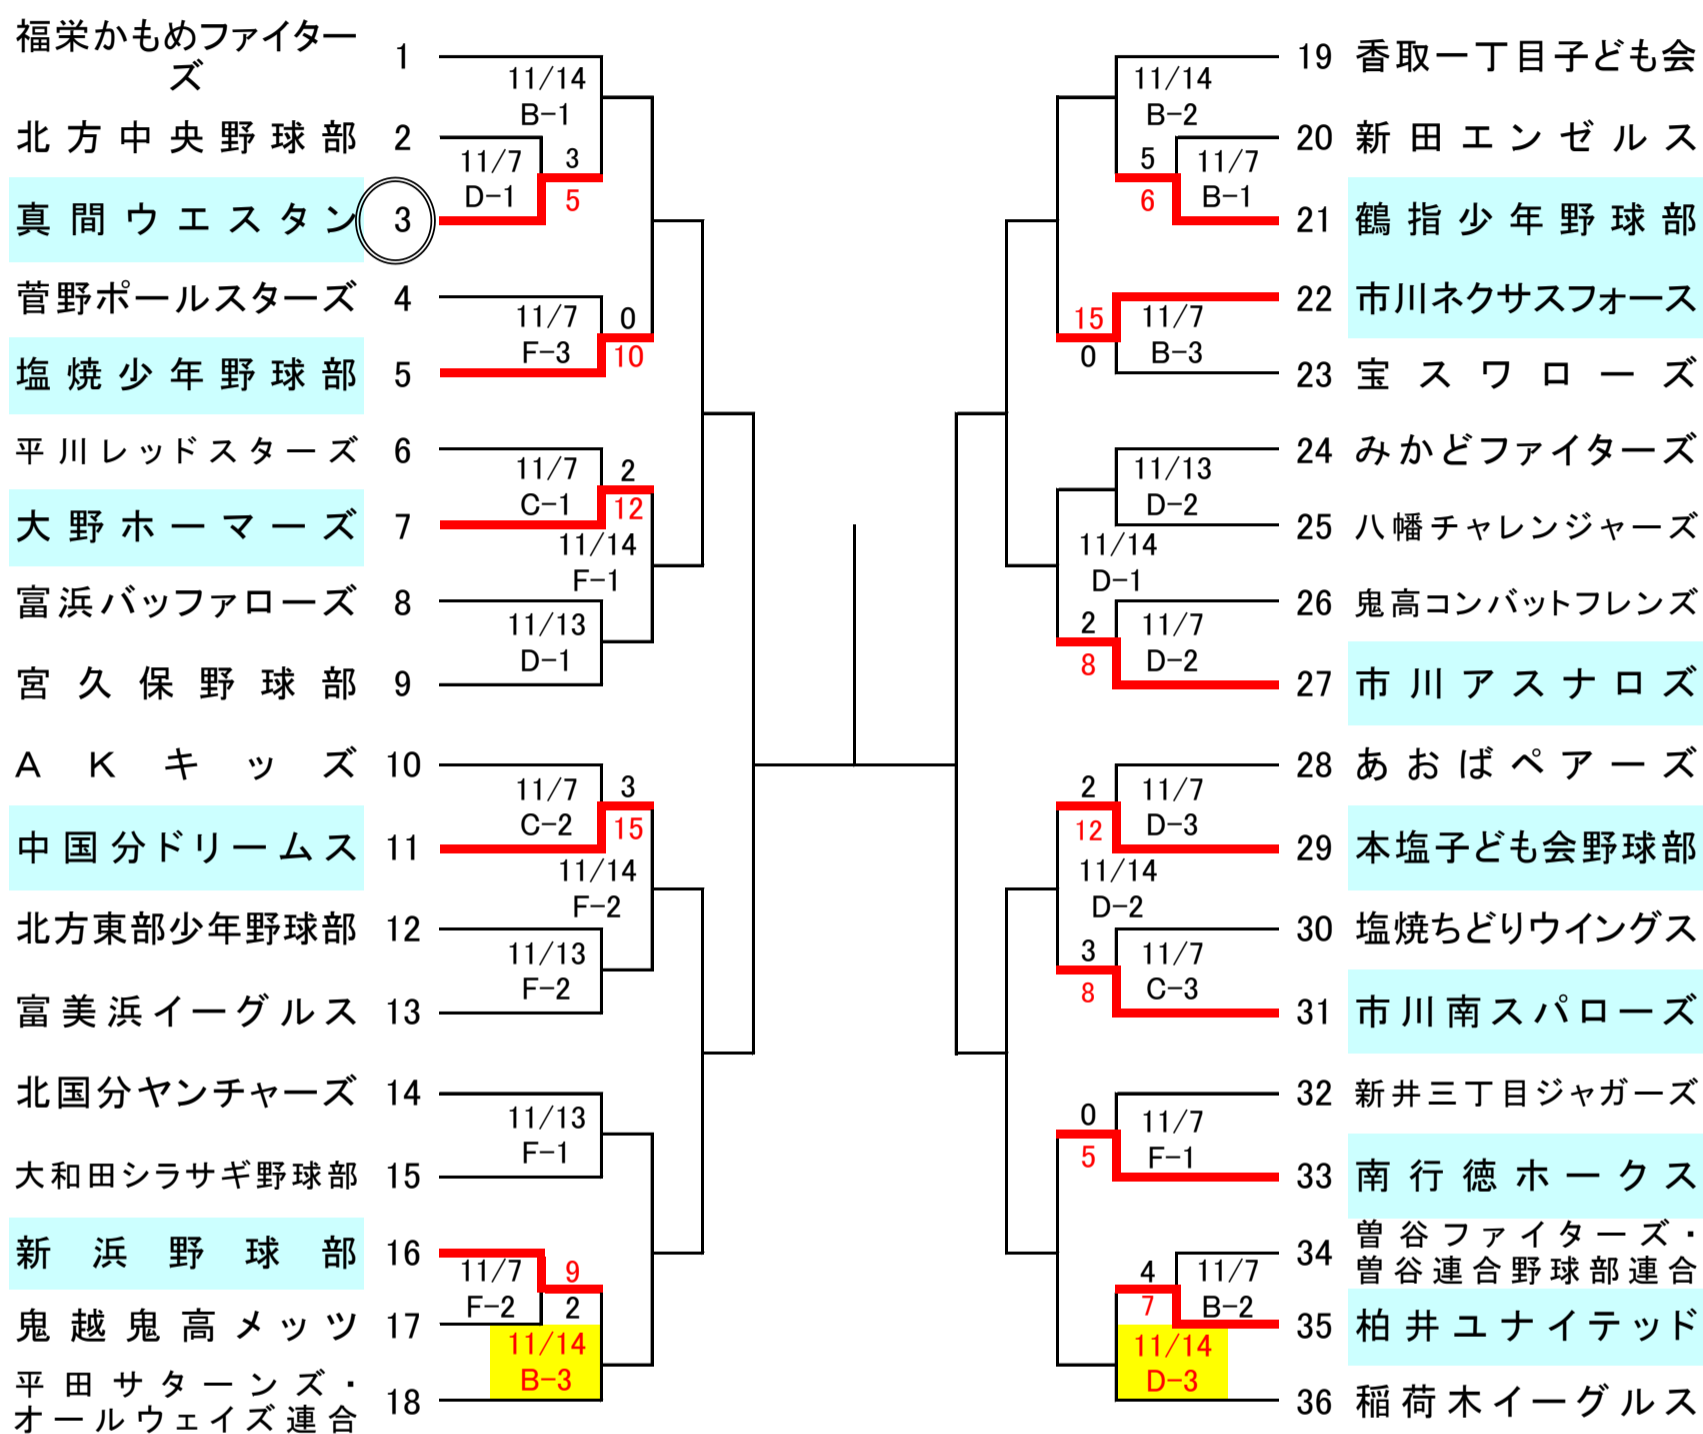 福栄かもめファイター
ズ
1
11/14
B-1
北方中央野球部 2
11/7
D-1
3
5
真間ウエスタン 3
菅野ポールスターズ 4
11/7
F-3
0
10
塩焼少年野球部 5
平川レッドスターズ 6
11/7
C-1
2
12
大野ホーマーズ 7
11/14
F-1
富浜バッファローズ 8
11/13
D-1
宮久保野球部 9
AKキッズ 10
11/7
C-2
3
15
中国分ドリームス 11
11/14
F-2
北方東部少年野球部 12
11/13
F-2
富美浜イーグルス 13
北国分ヤンチャーズ 14
11/13
F-1
大和田シラサギ野球部 15
新浜野球部 16
11/7
F-2
9
2
鬼越鬼高メッツ 17
11/14
B-3
平田サターンズ・
オールウェイズ連合
18
19 香取一丁目子ども会
11/14
B-2
20 新田エンゼルス
5
6
11/7
B-1
21 鶴指少年野球部
22 市川ネクサスフォース
15
0
11/7
B-3
23 宝スワローズ
24 みかどファイターズ
11/13
D-2
25 八幡チャレンジャーズ
11/14
D-1
26 鬼高コンバットフレンズ
2
8
11/7
D-2
27 市川アスナロズ
28 あおばペアーズ
2
12
11/7
D-3
29 本塩子ども会野球部
11/14
D-2
30 塩焼ちどりウイングス
3
8
11/7
C-3
31 市川南スパローズ
32 新井三丁目ジャガーズ
0
5
11/7
F-1
33 南行徳ホークス
34
曽谷ファイターズ・
曽谷連合野球部連合
4
7
11/7
B-2
35 柏井ユナイテッド
11/14
D-3
36 稲荷木イーグルス